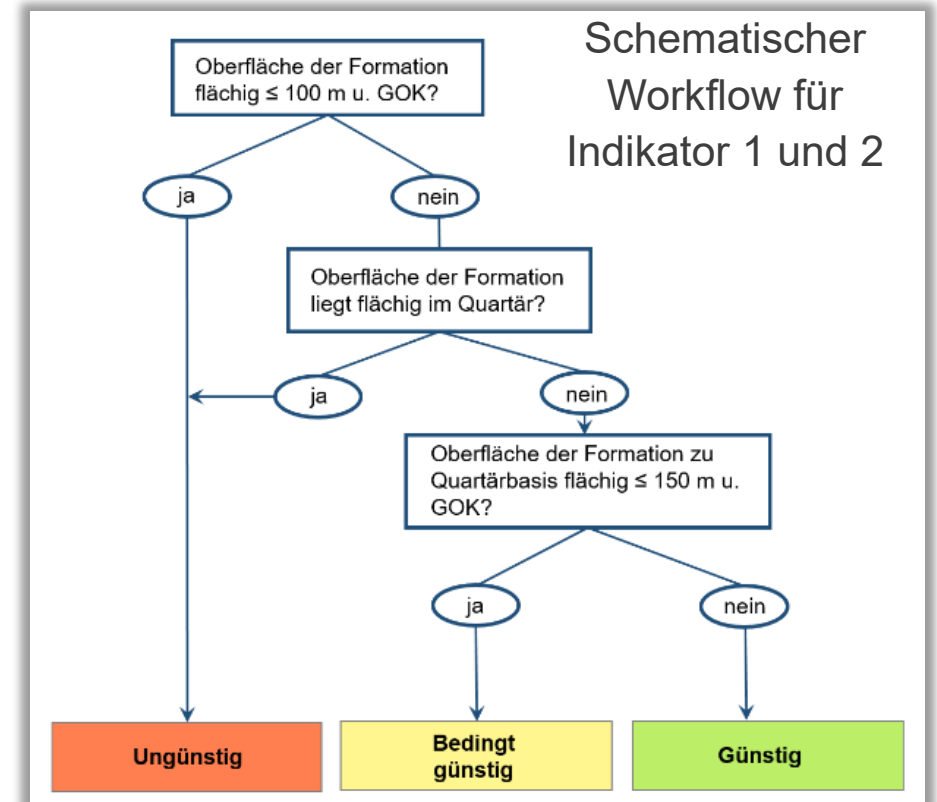 Schematischer
Workflow für
Indikator 1 und 2
Oberfläche der Formation
flächig ≤ 100 m u. GOK?
ja
nein
Oberfläche der Formation
liegt flächig im Quartär?
ja
nein
Oberfläche der Formation zu
Quartärbasis flächig ≤ 150 m u.
GOK?
ja
nein
Ungünstig
Bedingt
günstig
Günstig